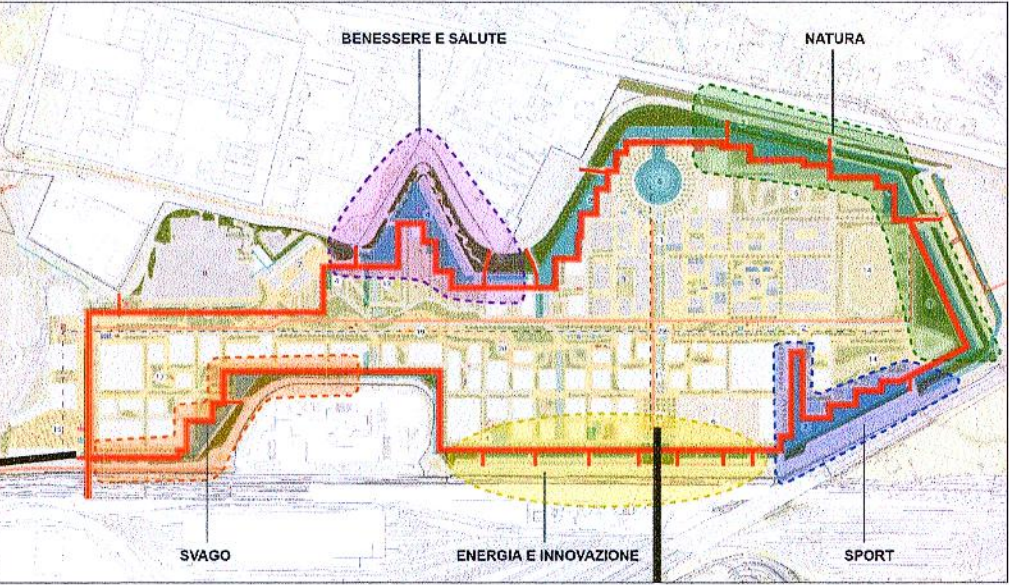 BENESSERE E SALUTE
NATURA
SVAGO
ENERGIA E INNOVAZIONE
SPORT